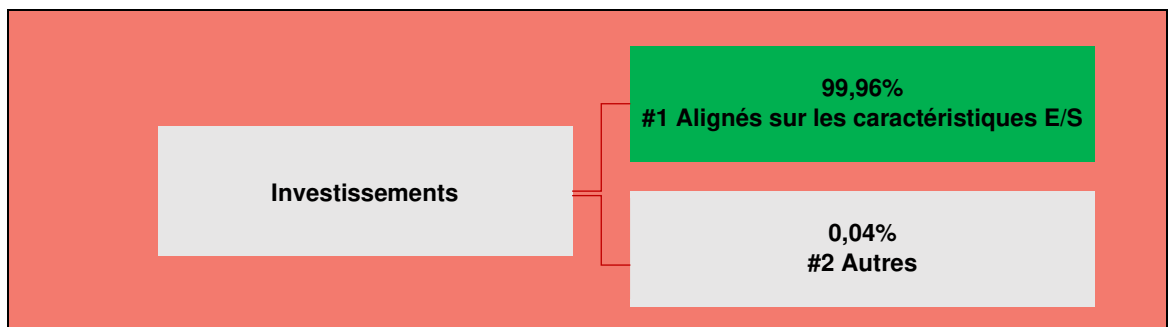 Investissements
99,96%
#1 Alignés sur les caractéristiques E/S
0,04%
#2 Autres